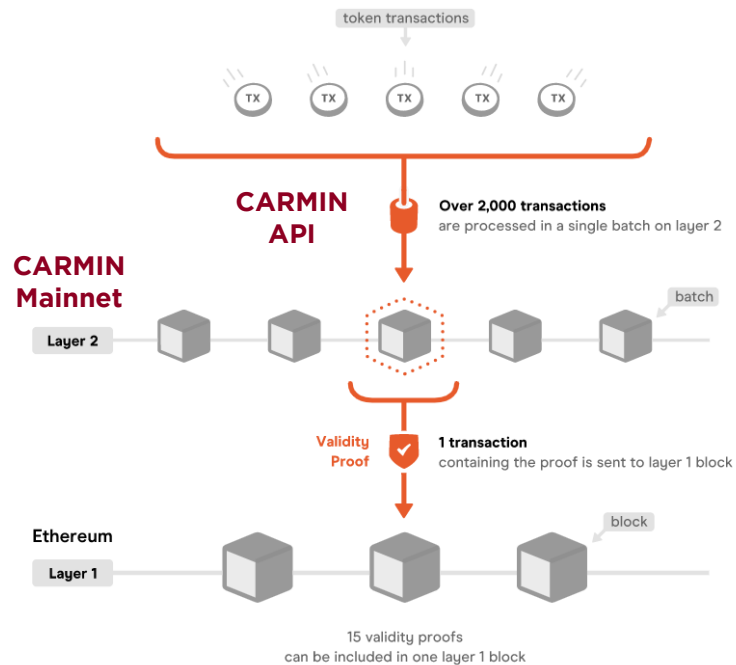 token transactions
TX TX TX TX TX
CARMIN
API
Over 2,000 transactions
are processed in a single batch on layer 2
CARMIN
Mainnet
batch
Layer 2
Validity
Proof
1 transaction
containing the proof is sent to layer 1 block
Ethereum
block
Layer 1
15 validity proofs
can be included in one layer 1 block